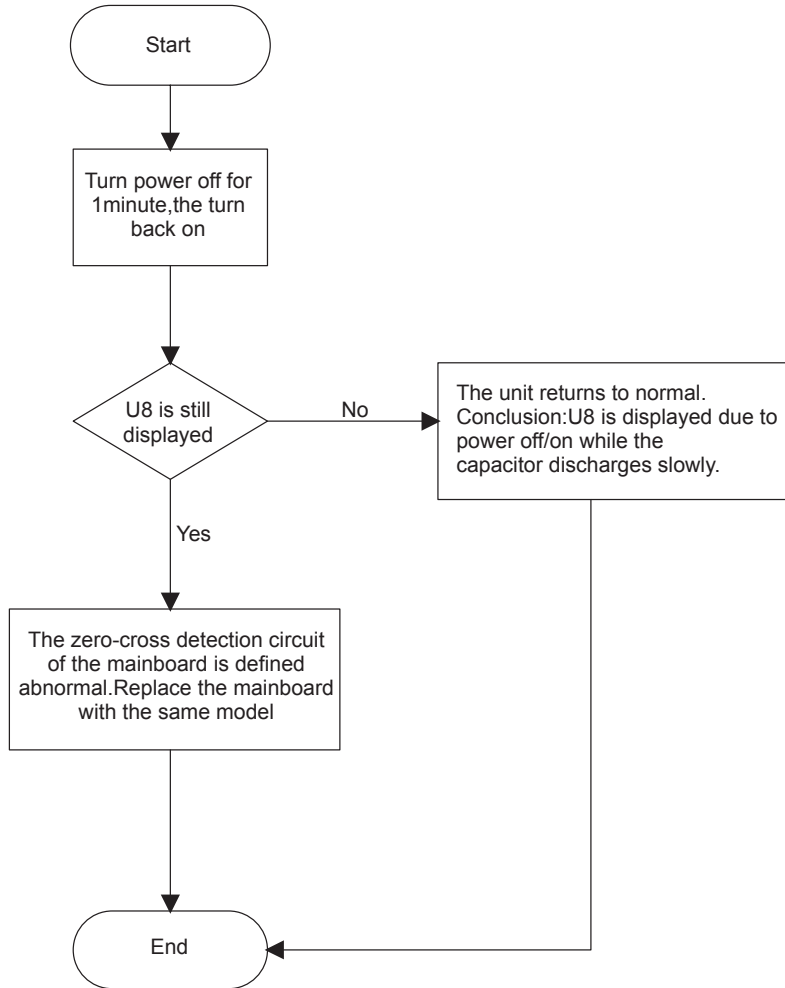 Start
Turn power off for
1minute,the turn
back on
U8 is still
displayed
No
The unit returns to normal.
Conclusion:U8 is displayed due to
power off/on while the
capacitor discharges slowly.
Yes
The zero-cross detection circuit
of the mainboard is defined
abnormal.Replace the mainboard
with the same model
End